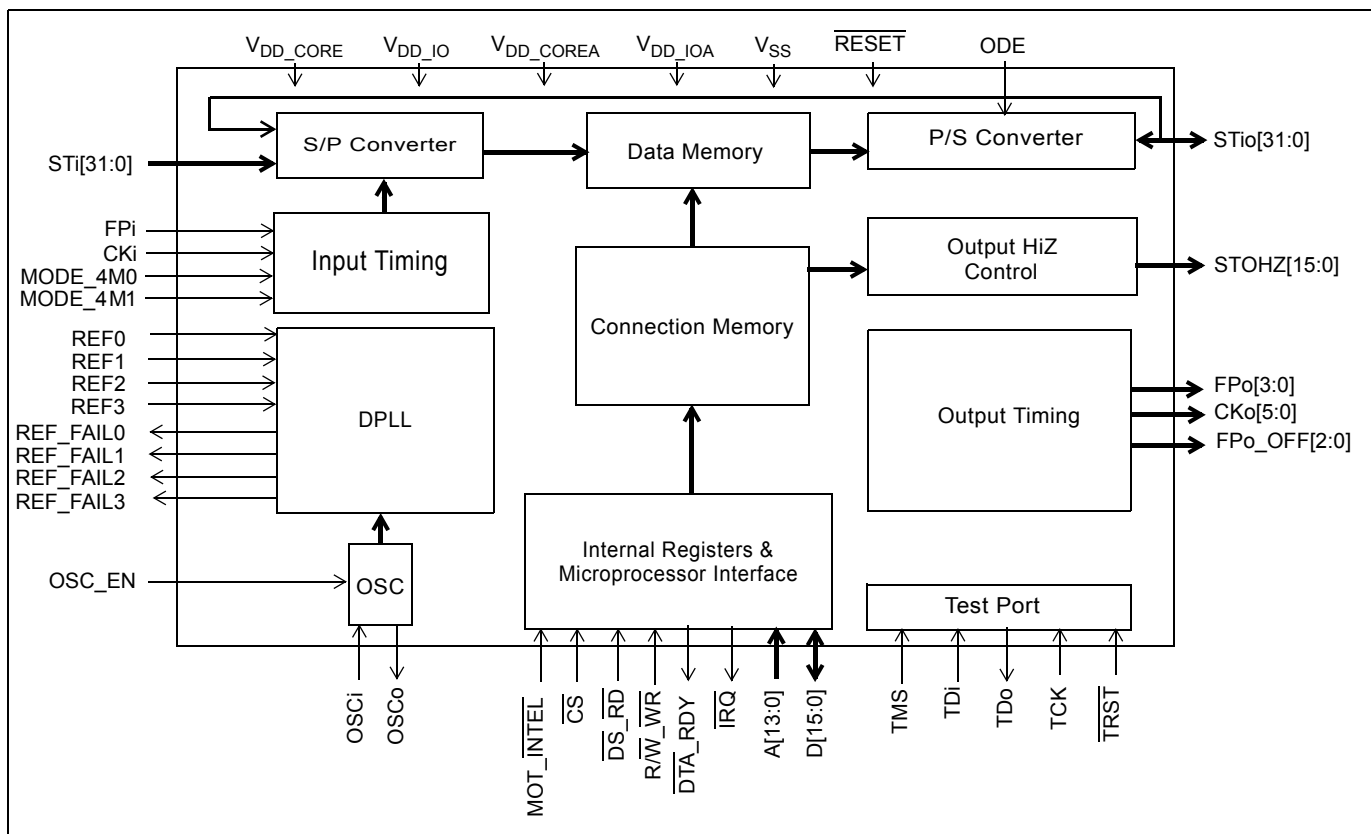 VDD_CORE VDD_IO VDD_COREA VDD_IOA VSS RESET ODE
S/P Converter
Data Memory
P/S Converter
STi[31:0]
STio[31:0]
FPi
CKi
MODE_4M0
MODE_4M1
Input Timing
Output HiZ
Control
STOHZ[15:0]
Connection Memory
REF0
REF1
REF2
REF3
REF_FAIL0
REF_FAIL1
REF_FAIL2
REF_FAIL3
DPLL
Output Timing
FPo[3:0]
CKo[5:0]
FPo_OFF[2:0]
Internal Registers &
Microprocessor Interface
OSC_EN
OSC
Test Port
OSCi
OSCo
MOT_INTEL
CS
DS_RD
R/W_WR
DTA_RDY
IRQ
A[13:0]
D[15:0]
TMS
TDi
TDo
TCK
TRST